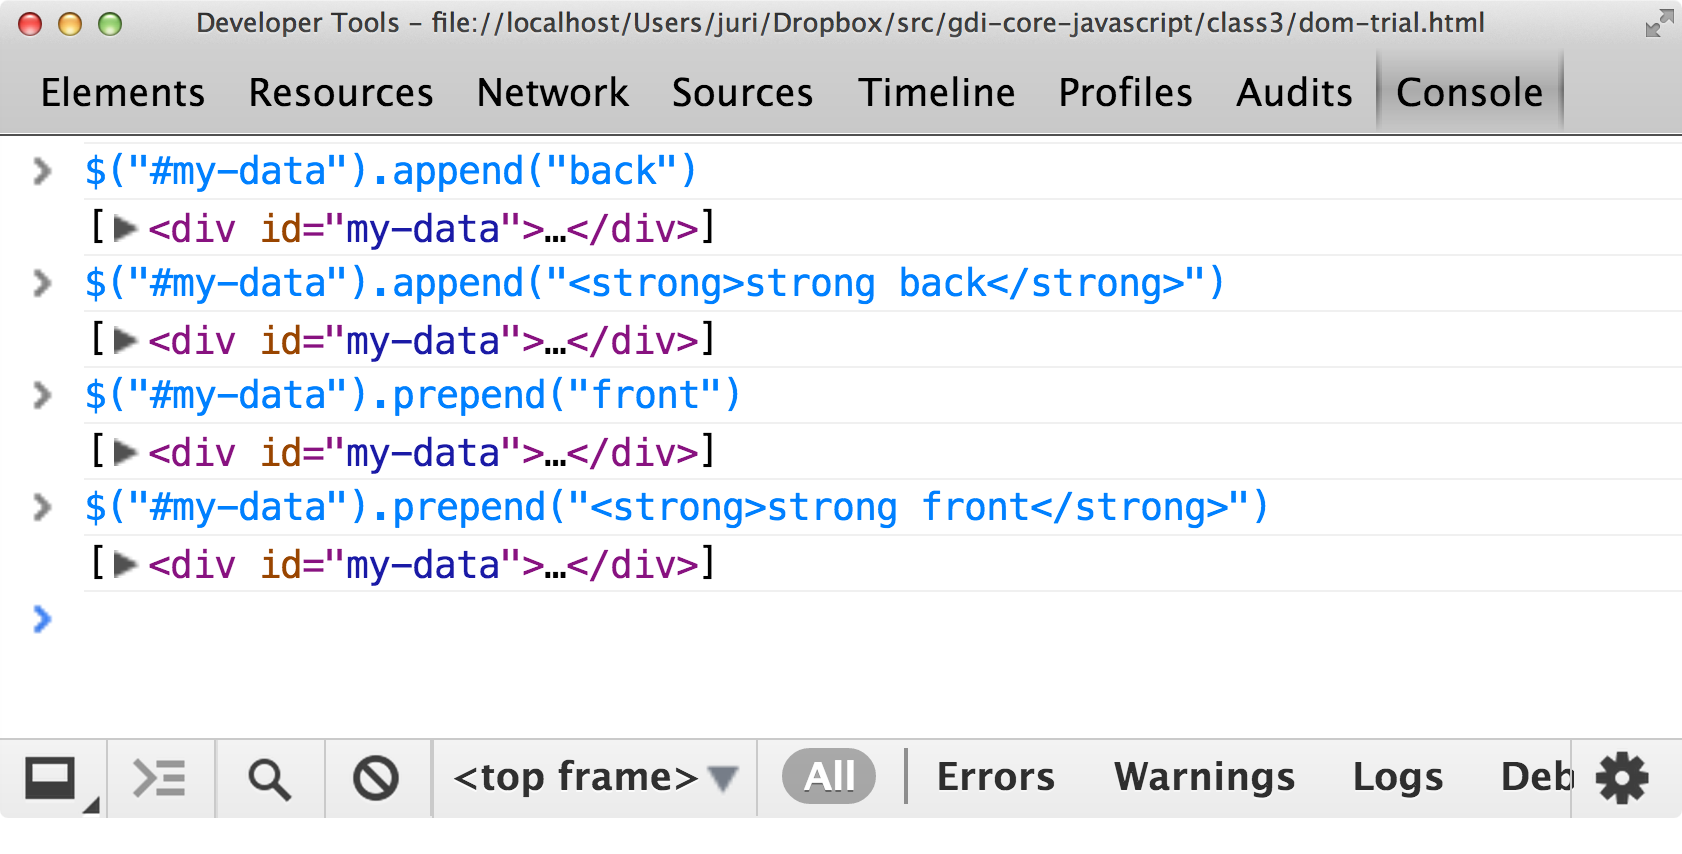 Developer Tools - file://localhost/Users/juri/Dropbox/src/gdi-core-javascript/class3/dom-trial.html
Elements Resources Network Sources Timeline Profiles Audits Console
$("#my-data").append("back")
[▶<div id="my-data">…</div>]
$("#my-data").append("<strong>strong back</strong>")
[▶<div id="my-data">…</div>]
$("#my-data").prepend("front")
[▶<div id="my-data">…</div>]
$("#my-data").prepend("<strong>strong front</strong>")
[▶<div id="my-data">…</div>]
<top frame> All Errors Warnings Logs Deb